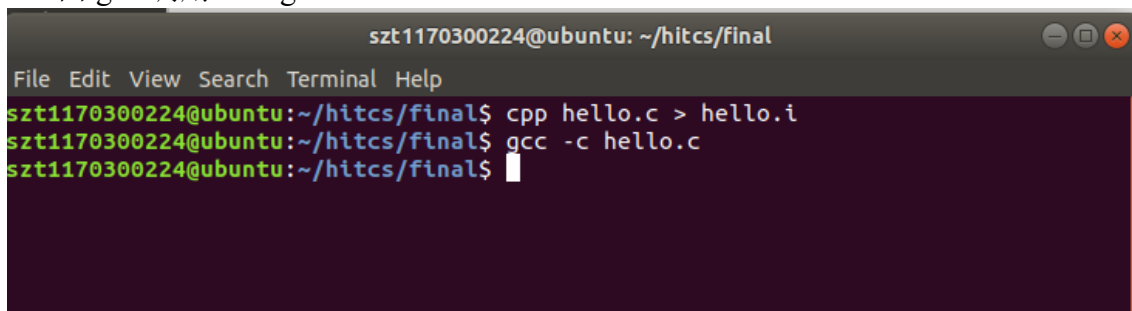 szt1170300224@ubuntu: ~/hitcs/final
File Edit View Search Terminal Help
szt1170300224@ubuntu:~/hitcs/final$ cpp hello.c > hello.i
szt1170300224@ubuntu:~/hitcs/final$ gcc -c hello.c
szt1170300224@ubuntu:~/hitcs/final$